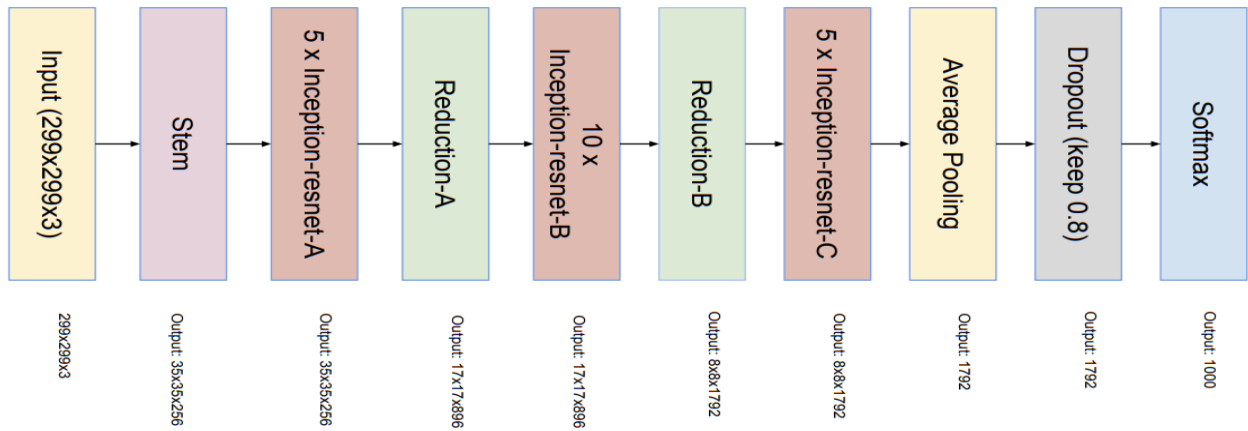 Input (299x299x3)
Stem
5 x Inception-resnet-A
Reduction-A
10 x
Inception-resnet-B
Reduction-B
5 x Inception-resnet-C
Average Pooling
Dropout (keep 0.8)
Softmax
299x299x3
Output: 35x35x256
Output: 35x35x256
Output: 17x17x896
Output: 17x17x896
Output: 8x8x1792
Output: 8x8x1792
Output: 1792
Output: 1792
Output: 1000